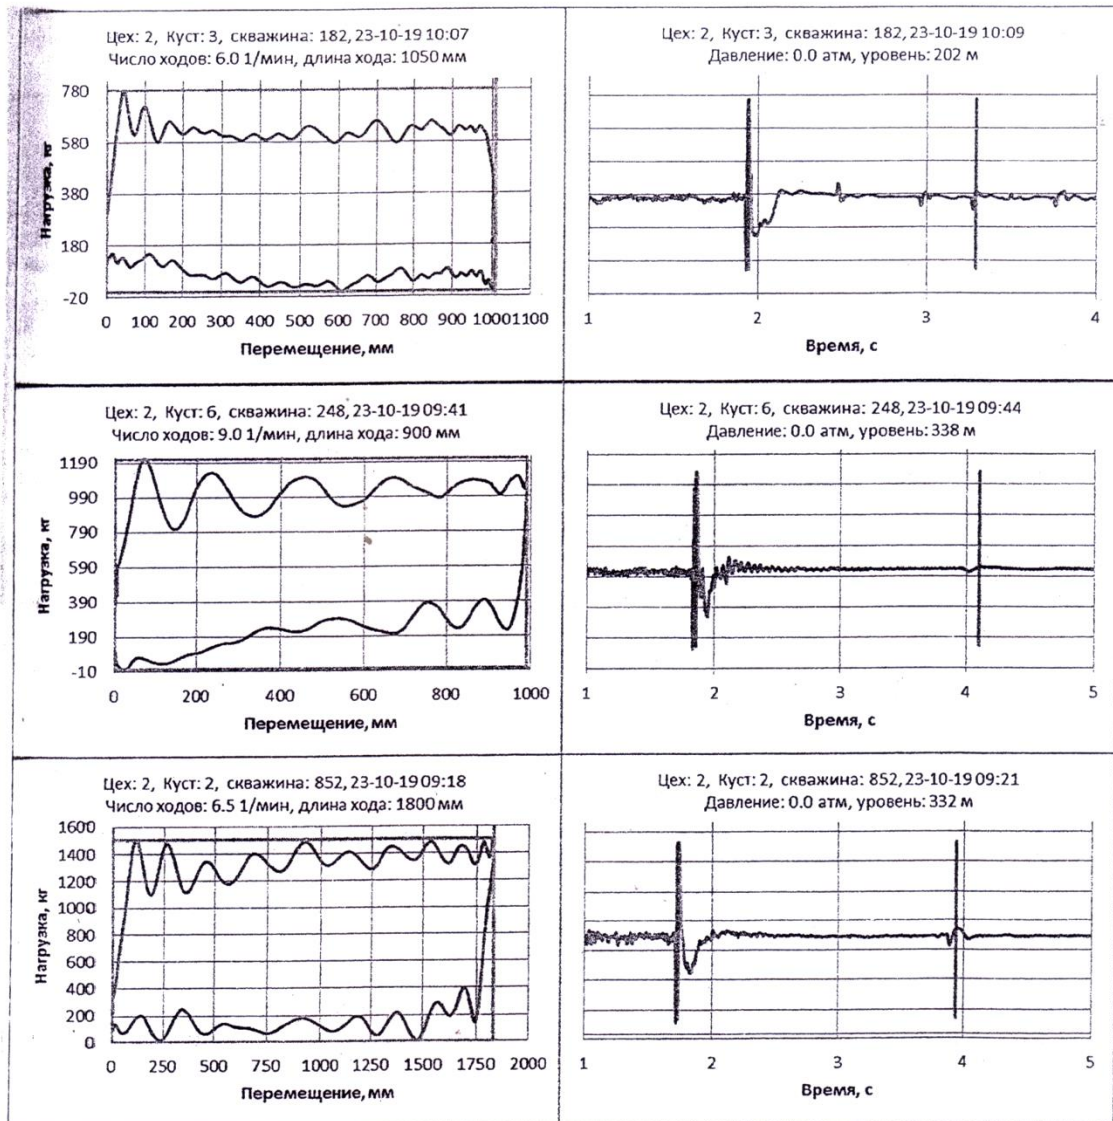 Цех: 2, Куст: 3, скважина: 182, 23-10-19 10:07
Число ходов: 6.0 1/мин, длина хода: 1050 мм
Нагрузка, кг
780
580
380
180
-20
0 100 200 300 400 500 600 700 800 900 1000 1100
Перемещение, мм
Цех: 2, Куст: 3, скважина: 182, 23-10-19 10:09
Давление: 0.0 атм, уровень: 202 м
1 2 3 4
Время, с
Цех: 2, Куст: 6, скважина: 248, 23-10-19 09:41
Число ходов: 9.0 1/мин, длина хода: 900 мм
Нагрузка, кг
1190
990
790
590
390
190
-10
0 200 400 600 800 1000
Перемещение, мм
Цех: 2, Куст: 6, скважина: 248, 23-10-19 09:44
Давление: 0.0 атм, уровень: 338 м
1 2 3 4 5
Время, с
Цех: 2, Куст: 2, скважина: 852, 23-10-19 09:18
Число ходов: 6.5 1/мин, длина хода: 1800 мм
Нагрузка, кг
1600
1400
1200
1000
800
600
400
200
0
0 250 500 750 1000 1250 1500 1750 2000
Перемещение, мм
Цех: 2, Куст: 2, скважина: 852, 23-10-19 09:21
Давление: 0.0 атм, уровень: 332 м
1 2 3 4 5
Время, с